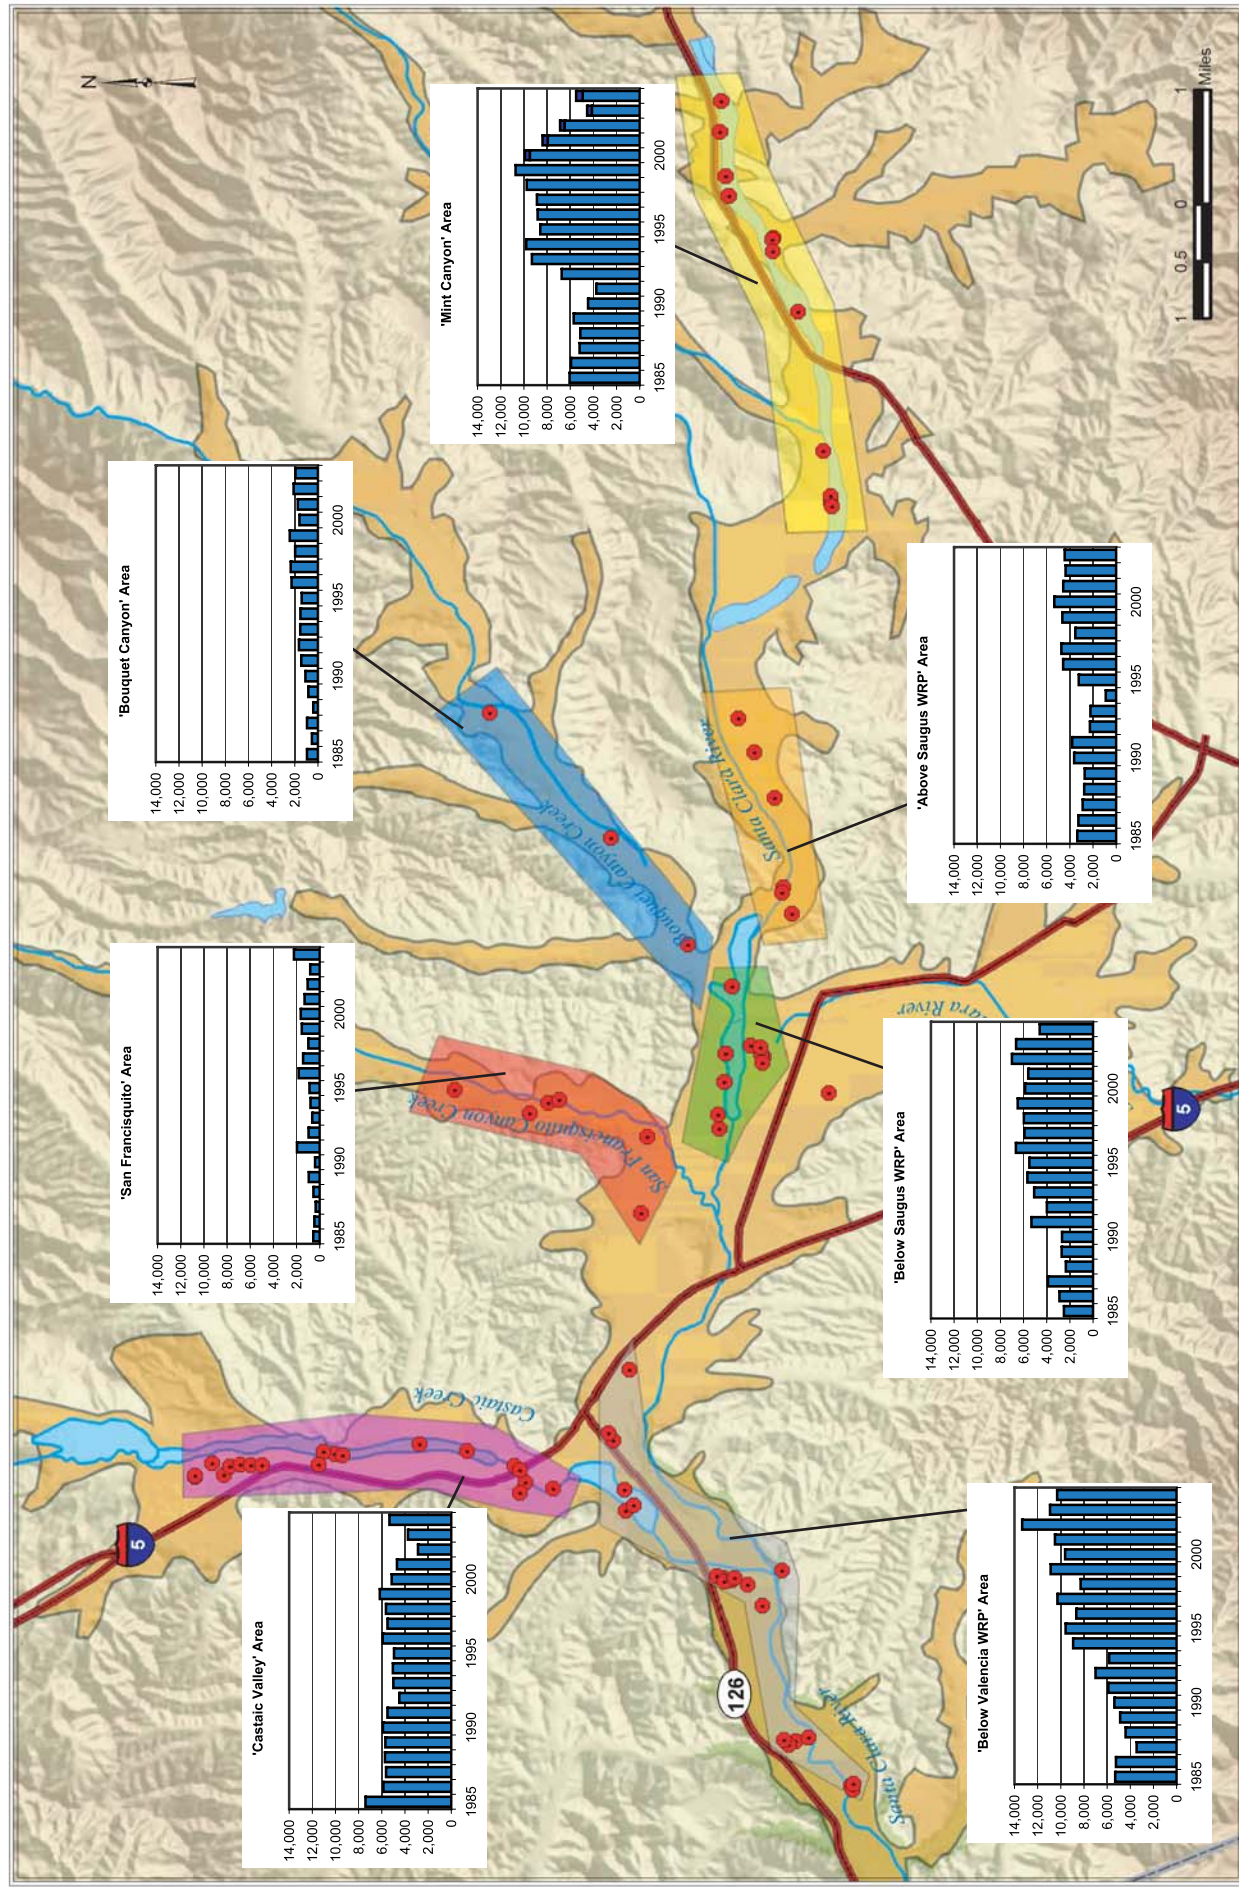 N
5
'Castaic Valley' Area
14,000
12,000
10,000
8,000
6,000
4,000
2,000
0
1985 1990 1995 2000
'San Francisquito' Area
14,000
12,000
10,000
8,000
6,000
4,000
2,000
0
1985 1990 1995 2000
'Bouquet Canyon' Area
14,000
12,000
10,000
8,000
6,000
4,000
2,000
0
1985 1990 1995 2000
'Mint Canyon' Area
14,000
12,000
10,000
8,000
6,000
4,000
2,000
0
1985 1990 1995 2000
Castaic Creek
San Francisquito Canyon Creek
Bouquet Canyon Creek
Santa Clara River
126
Santa Clara River
ara River
5
'Below Valencia WRP' Area
14,000
12,000
10,000
8,000
6,000
4,000
2,000
0
1985 1990 1995 2000
'Below Saugus WRP' Area
14,000
12,000
10,000
8,000
6,000
4,000
2,000
0
1985 1990 1995 2000
'Above Saugus WRP' Area
14,000
12,000
10,000
8,000
6,000
4,000
2,000
0
1985 1990 1995 2000
1 0.5 0 1
Miles